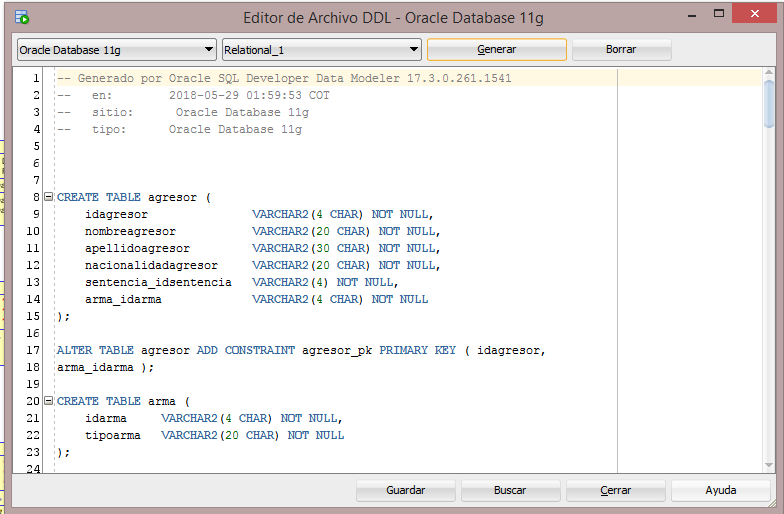 Editor de Archivo DDL - Oracle Database 11g
Oracle Database 11g Relational_1 Generar Borrar
1 -- Generado por Oracle SQL Developer Data Modeler 17.3.0.261.1541
2 --   en:        2018-05-29 01:59:53 COT
3 --   sitio:      Oracle Database 11g
4 --   tipo:      Oracle Database 11g
5
6
7
8 CREATE TABLE agresor (
9     idagresor               VARCHAR2(4 CHAR) NOT NULL,
10     nombreagresor           VARCHAR2(20 CHAR) NOT NULL,
11     apellidoagresor         VARCHAR2(30 CHAR) NOT NULL,
12     nacionalidadagresor     VARCHAR2(20 CHAR) NOT NULL,
13     sentencia_idsentencia   VARCHAR2(4) NOT NULL,
14     arma_idarma             VARCHAR2(4 CHAR) NOT NULL
15 );
16
17 ALTER TABLE agresor ADD CONSTRAINT agresor_pk PRIMARY KEY ( idagresor,
18 arma_idarma );
19
20 CREATE TABLE arma (
21     idarma     VARCHAR2(4 CHAR) NOT NULL,
22     tipoarma   VARCHAR2(20 CHAR) NOT NULL
23 );
24
Guardar Buscar Cerrar Ayuda